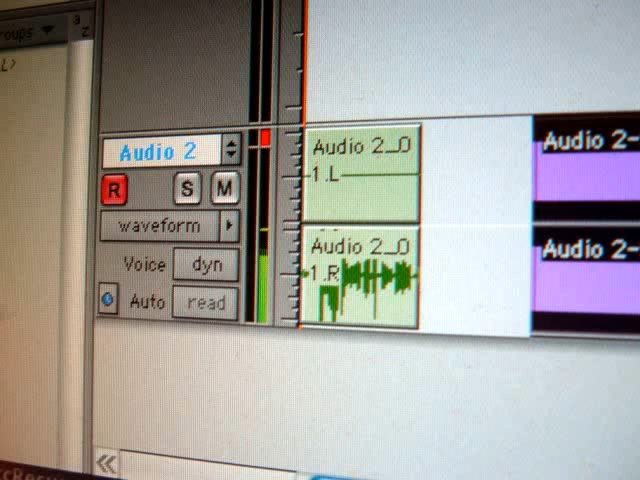 roups
a
z
Audio 2
R S M
waveform
Voice dyn
Auto read
Audio 2_0
1.L
Audio 2_0
1.R
Audio 2-
Audio 2-